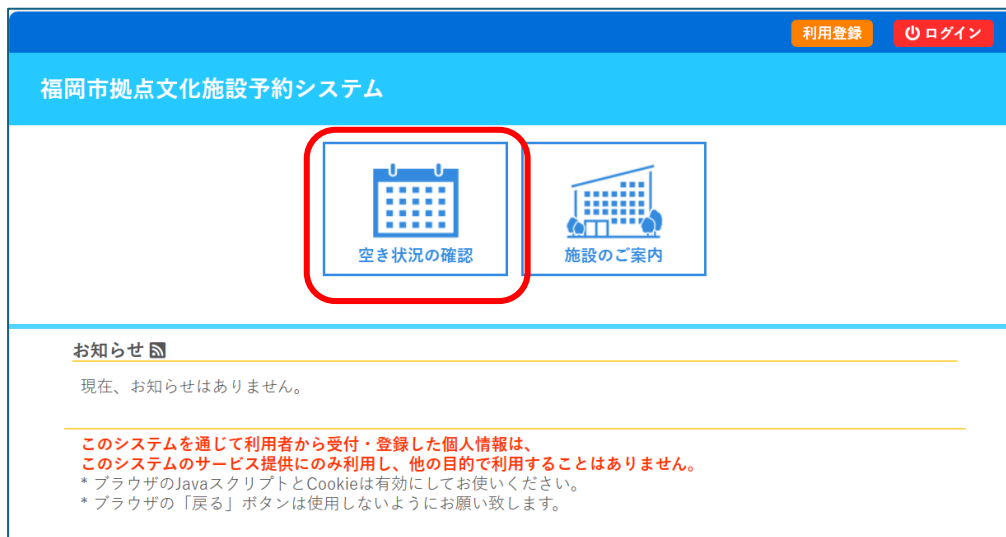 利用登録 ログイン
福岡市拠点文化施設予約システム
空き状況の確認 施設のご案内
お知らせ
現在、お知らせはありません。
このシステムを通じて利用者から受付・登録した個人情報は、
このシステムのサービス提供にのみ利用し、他の目的で利用することはありません。
* ブラウザのJavaスクリプトとCookieは有効にしてお使いください。
* ブラウザの「戻る」ボタンは使用しないようにお願い致します。